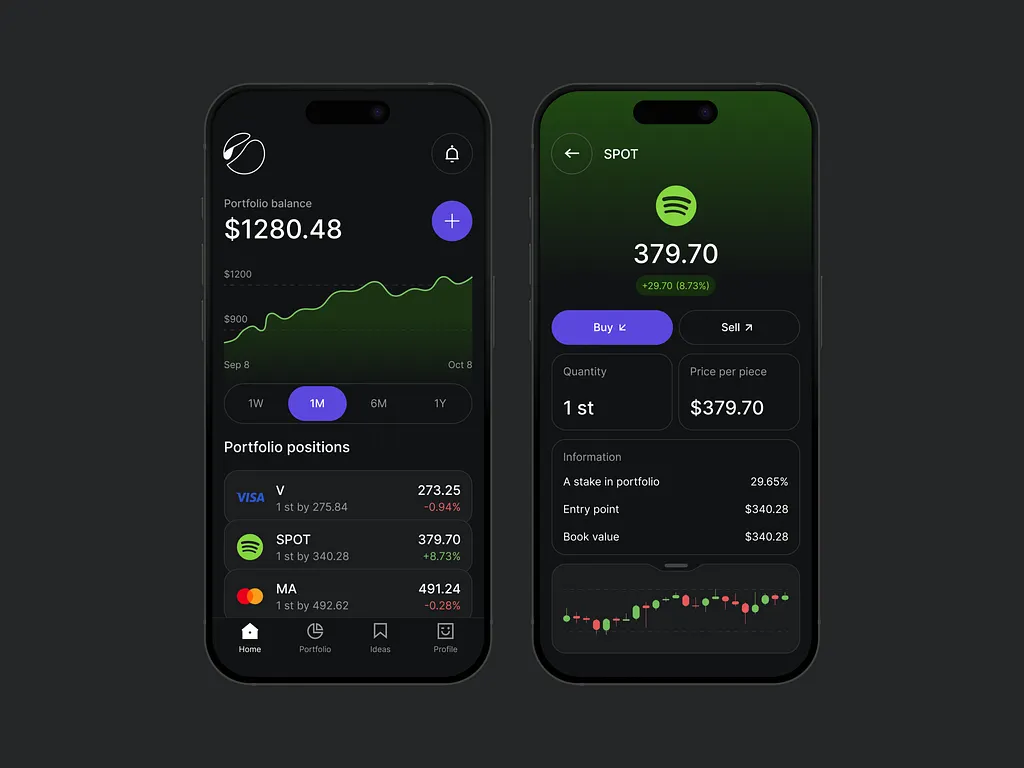 Portfolio balance
$1280.48
$1200
$900
Sep 8
Oct 8
1W
1M
6M
1Y
Portfolio positions
VISA
V
273.25
1 st by 275.84
-0.94%
SPOT
379.70
1 st by 340.28
+8.73%
MA
491.24
1 st by 492.62
-0.28%
Home
Portfolio
Ideas
Profile
SPOT
379.70
+29.70 (8.73%)
Buy
Sell
Quantity
1 st
Price per piece
$379.70
Information
A stake in portfolio
29.65%
Entry point
$340.28
Book value
$340.28